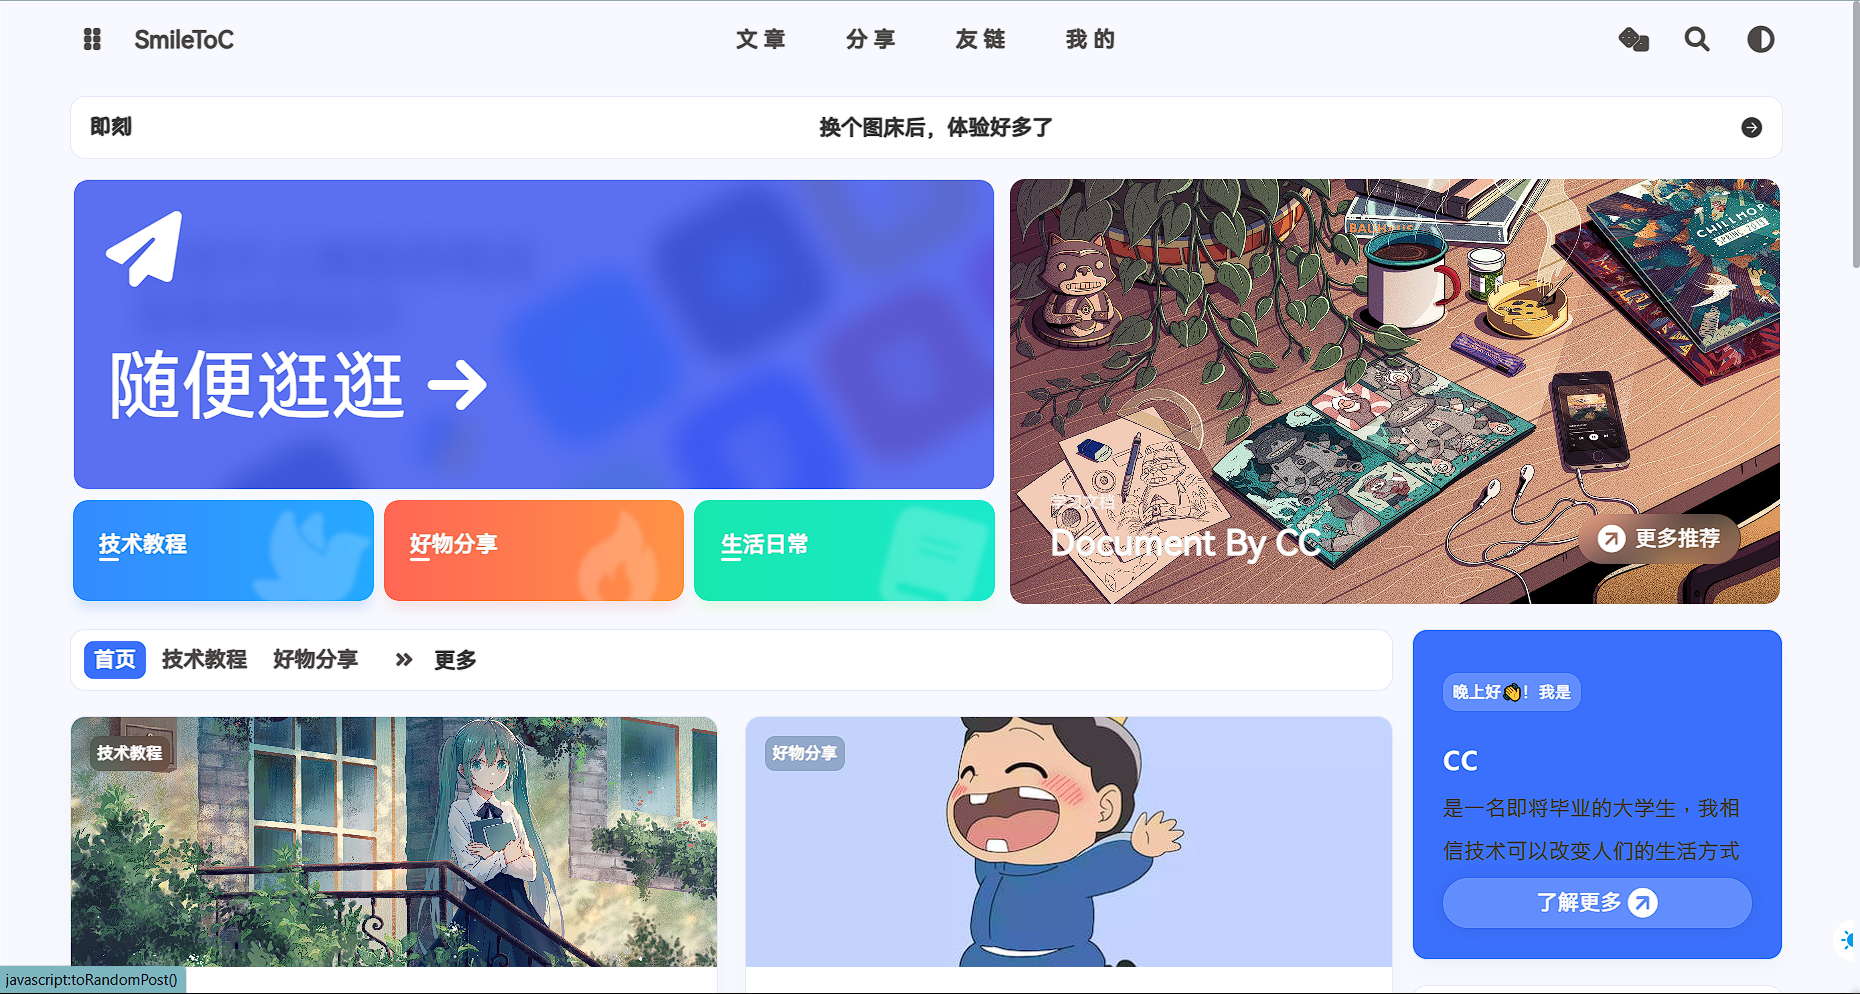 SmileToC
文章
分享
友链
我的
即刻
换个图床后，体验好多了
随便逛逛
技术教程
好物分享
生活日常
BAUHAUS
CHILLHOP
SPRING 2019
学习文档
Document By CC
更多推荐
首页
技术教程
好物分享
更多
技术教程
好物分享
晚上好👋！我是
CC
是一名即将毕业的大学生，我相
信技术可以改变人们的生活方式
了解更多
javascript:toRandomPost()